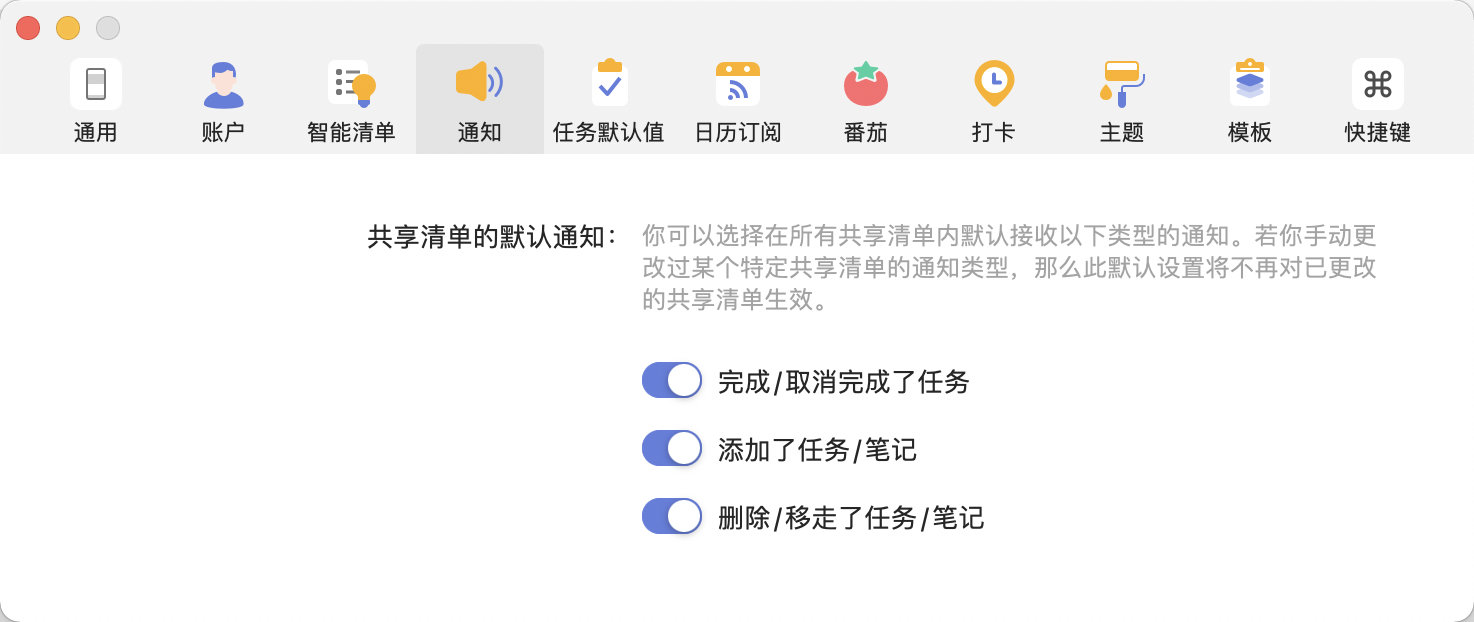 通用 账户 智能清单 通知 任务默认值 日历订阅 番茄 打卡 主题 模板 快捷键
共享清单的默认通知： 你可以选择在所有共享清单内默认接收以下类型的通知。若你手动更
改过某个特定共享清单的通知类型，那么此默认设置将不再对已更改
的共享清单生效。
完成/取消完成了任务
添加了任务/笔记
删除/移走了任务/笔记